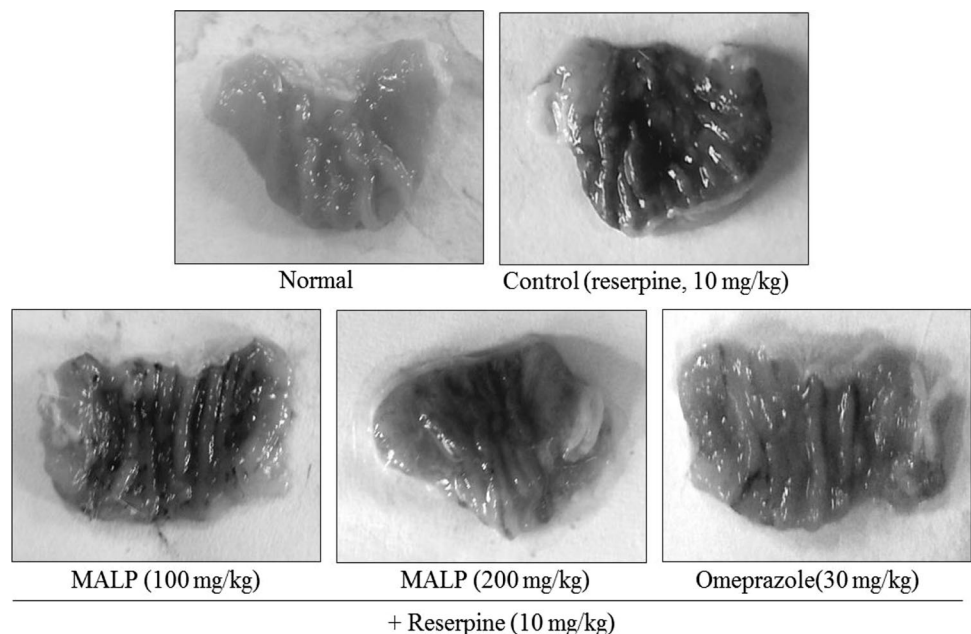 Normal
Control (reserpine, 10 mg/kg)
MALP (100 mg/kg)
MALP (200 mg/kg)
Omeprazole(30 mg/kg)
+ Reserpine (10 mg/kg)